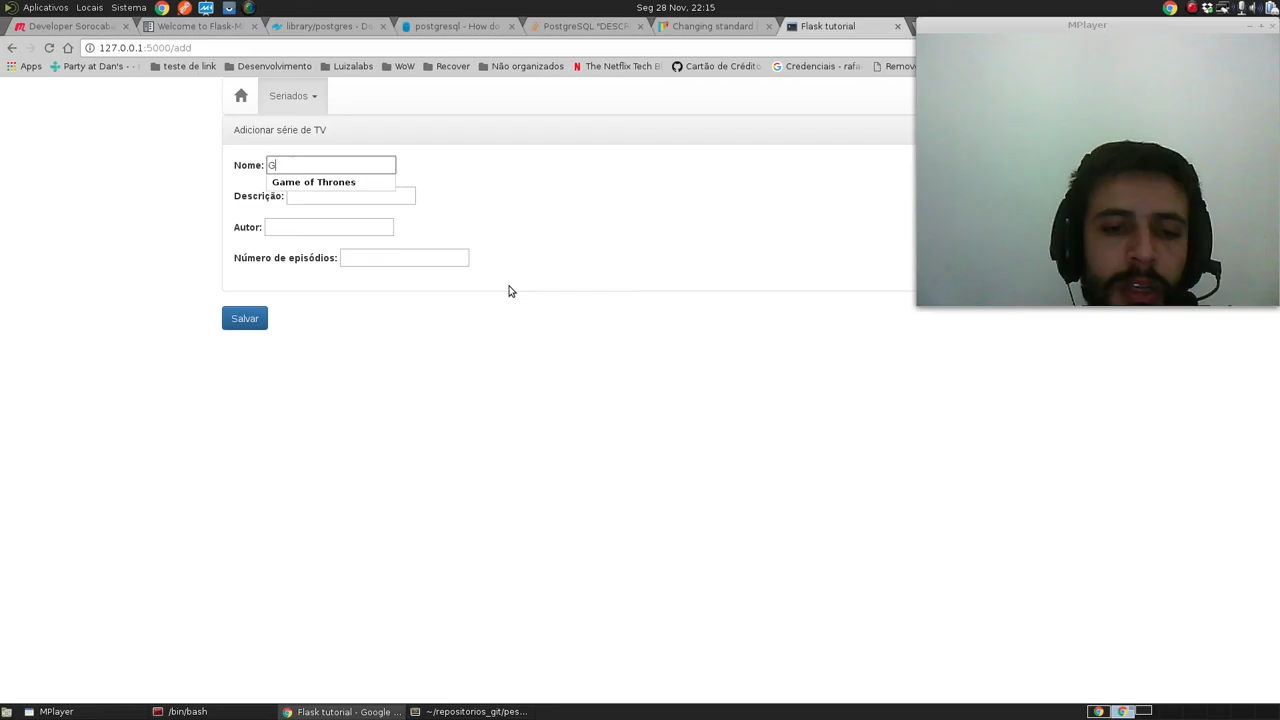 Aplicativos Locais Sistema Seg 28 Nov, 22:15
Developer Soroca Welcome to Flask-M library/postgres - D postgresql - How do PostgreSQL "DESCR Changing standard Flask tutorial MPlayer
127.0.0.1:5000/add
Apps Party at Dan's - - teste de link Desenvolvimento Luizalabs WoW Recover Não organizados The Netflix Tech B Cartão de Crédito Credenciais - rafa Remov
Seriados
Adicionar série de TV
Nome: G
Game of Thrones
Descrição:
Autor:
Número de episódios:
Salvar
MPlayer /bin/bash Flask tutorial - Google ... ~/repositorios_git/pes...